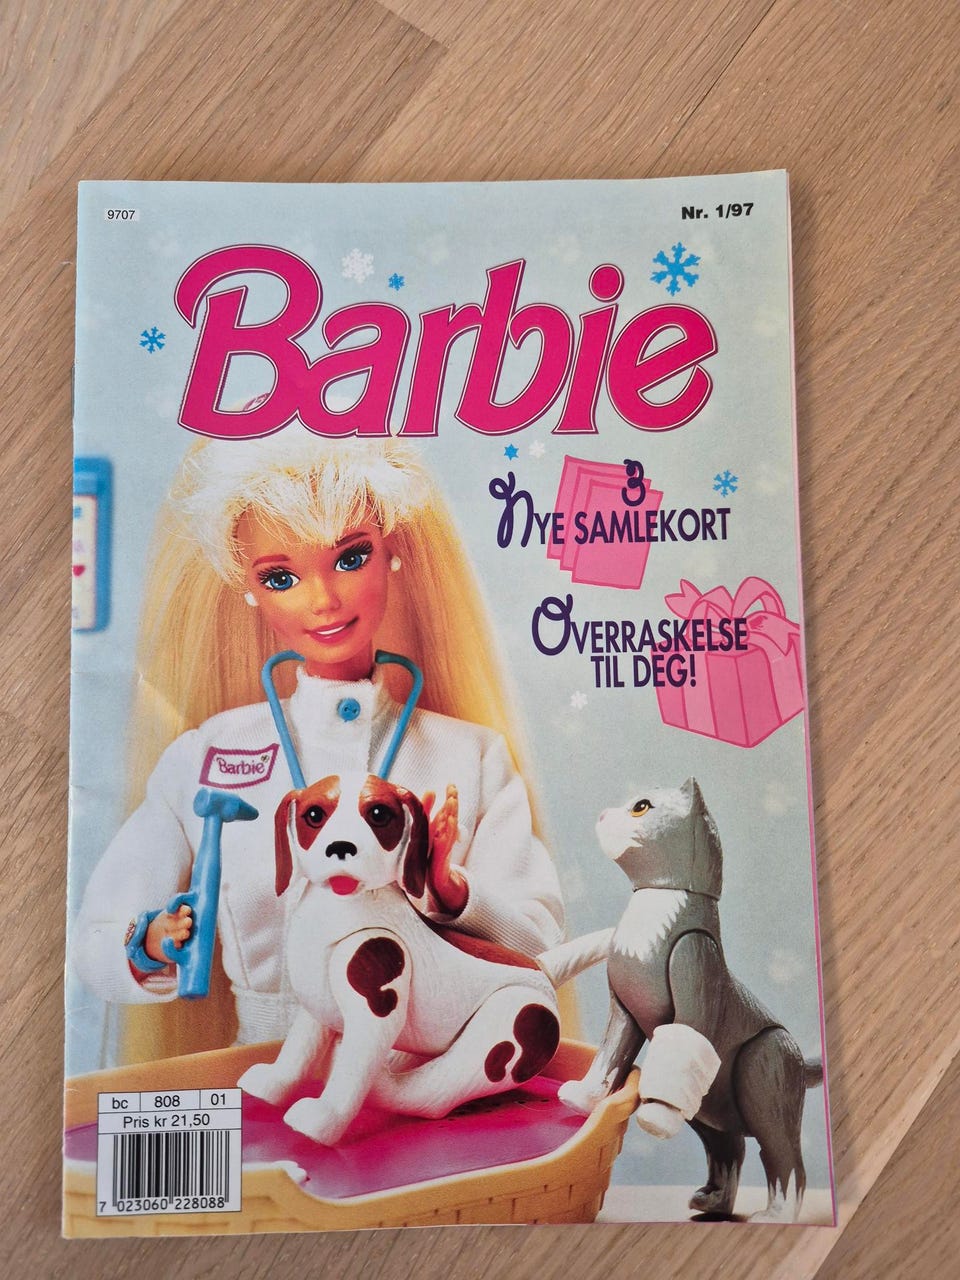 9707
Nr. 1/97
Barbie
3
NYE SAMLEKORT
OVERRASKELSE
TIL DEG!
Barbie
bc 808 01
Pris kr 21,50
7 023060 228088